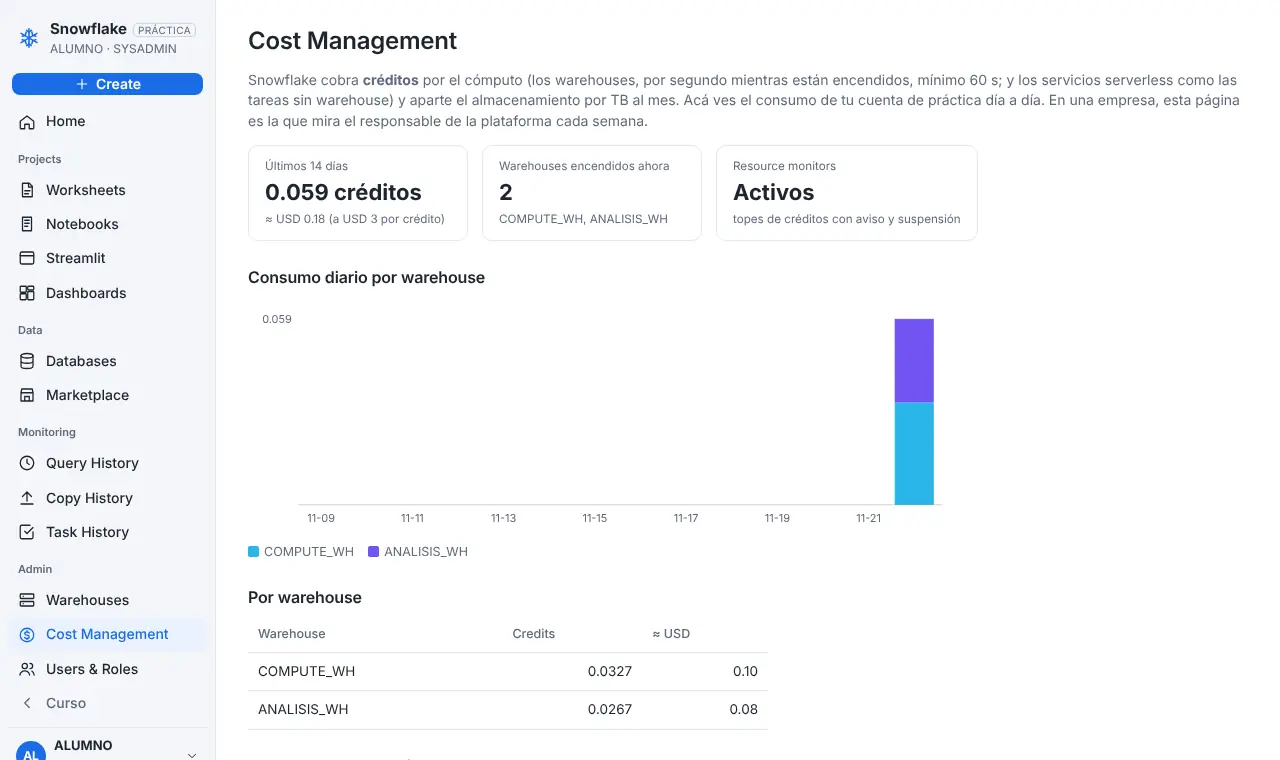 Snowflake PRÁCTICA
ALUMNO · SYSADMIN
+ Create
Home
Projects
Worksheets
Notebooks
Streamlit
Dashboards
Data
Databases
Marketplace
Monitoring
Query History
Copy History
Task History
Admin
Warehouses
Cost Management
Users & Roles
Curso
AL
ALUMNO
Cost Management
Snowflake cobra créditos por el cómputo (los warehouses, por segundo mientras están encendidos, mínimo 60 s; y los servicios serverless como las
tareas sin warehouse) y aparte el almacenamiento por TB al mes. Acá ves el consumo de tu cuenta de práctica día a día. En una empresa, esta página
es la que mira el responsable de la plataforma cada semana.
Últimos 14 días
0.059 créditos
≈ USD 0.18 (a USD 3 por crédito)
Warehouses encendidos ahora
2
COMPUTE_WH, ANALISIS_WH
Resource monitors
Activos
topes de créditos con aviso y suspensión
Consumo diario por warehouse
0.059
11-09 11-11 11-13 11-15 11-17 11-19 11-21
COMPUTE_WH ANALISIS_WH
Por warehouse
Warehouse Credits ≈ USD
COMPUTE_WH 0.0327 0.10
ANALISIS_WH 0.0267 0.08